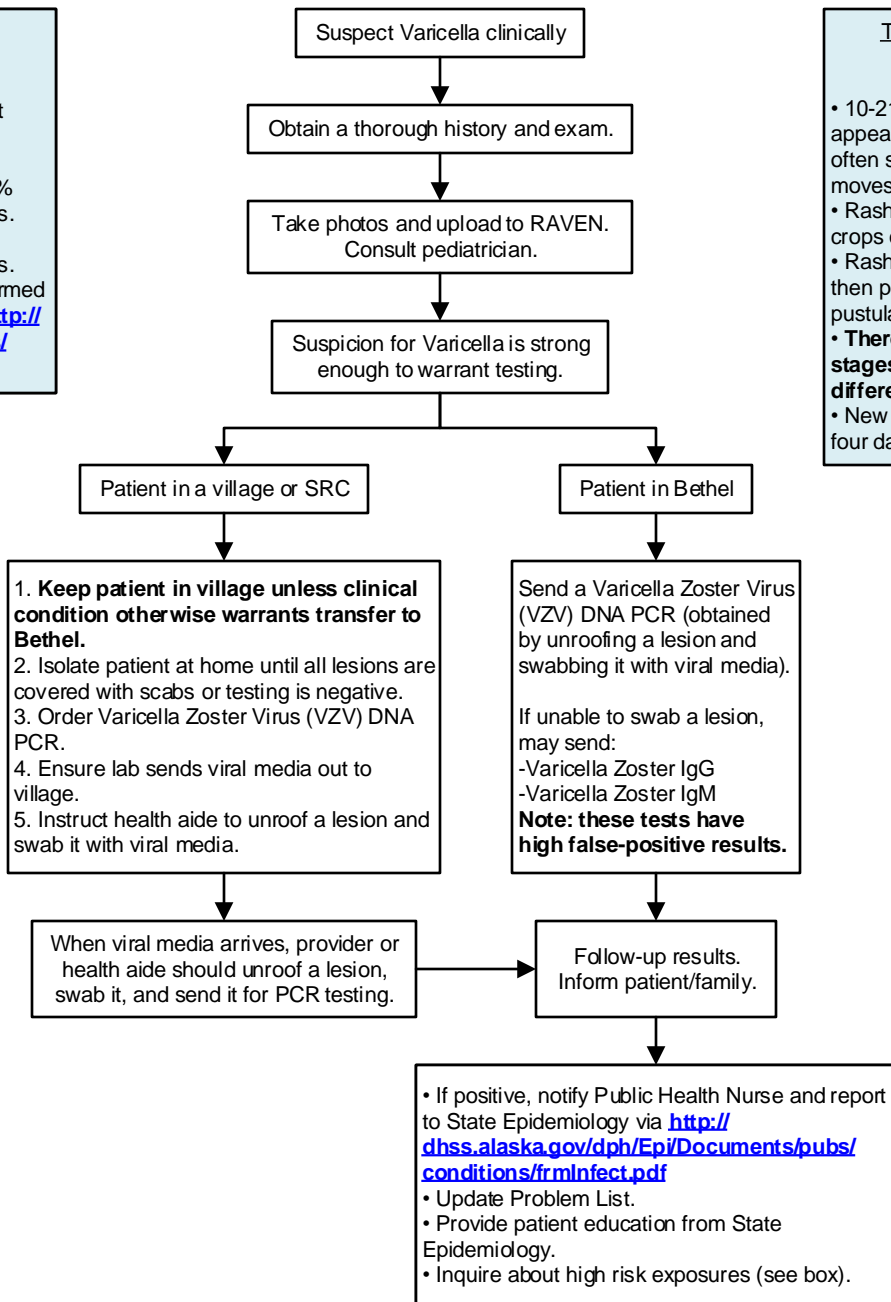 t
%
s.
s.
rmed
tp://
/
Suspect Varicella clinically
Obtain a thorough history and exam.
Take photos and upload to RAVEN.
Consult pediatrician.
Suspicion for Varicella is strong
enough to warrant testing.
Patient in a village or SRC
Patient in Bethel
1. Keep patient in village unless clinical
condition otherwise warrants transfer to
Bethel.
2. Isolate patient at home until all lesions are
covered with scabs or testing is negative.
3. Order Varicella Zoster Virus (VZV) DNA
PCR.
4. Ensure lab sends viral media out to
village.
5. Instruct health aide to unroof a lesion and
swab it with viral media.
Send a Varicella Zoster Virus
(VZV) DNA PCR (obtained
by unroofing a lesion and
swabbing it with viral media).
If unable to swab a lesion,
may send:
-Varicella Zoster IgG
-Varicella Zoster IgM
Note: these tests have
high false-positive results.
When viral media arrives, provider or
health aide should unroof a lesion,
swab it, and send it for PCR testing.
Follow-up results.
Inform patient/family.
• If positive, notify Public Health Nurse and report
to State Epidemiology via http://
dhss.alaska.gov/dph/Epi/Documents/pubs/
conditions/frmInfect.pdf
• Update Problem List.
• Provide patient education from State
Epidemiology.
• Inquire about high risk exposures (see box).
T
• 10-21
appea
often s
moves
• Rash
crops
• Rash
then p
pustula
• There
stages
differe
• New
four da